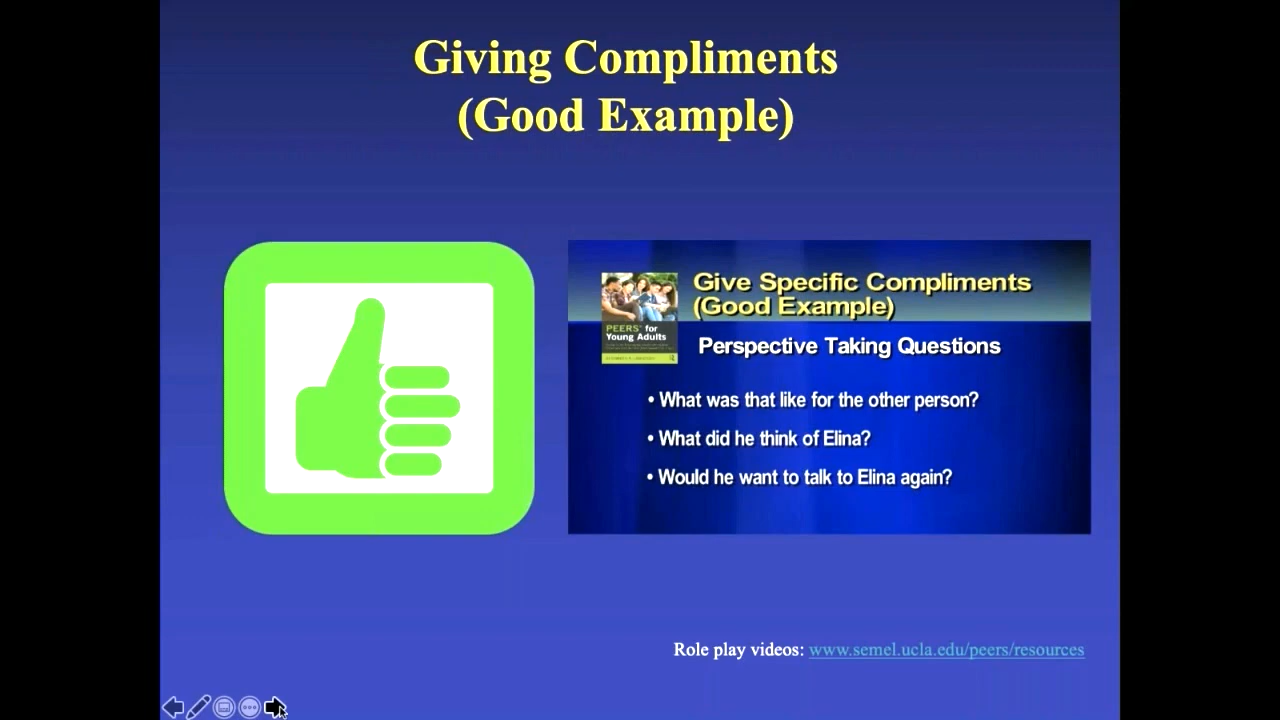 Giving Compliments
(Good Example)
Give Specific Compliments
(Good Example)
PEERS® for
Young Adults
Perspective Taking Questions
• What was that like for the other person?
• What did he think of Elina?
• Would he want to talk to Elina again?
Role play videos: www.semel.ucla.edu/peers/resources